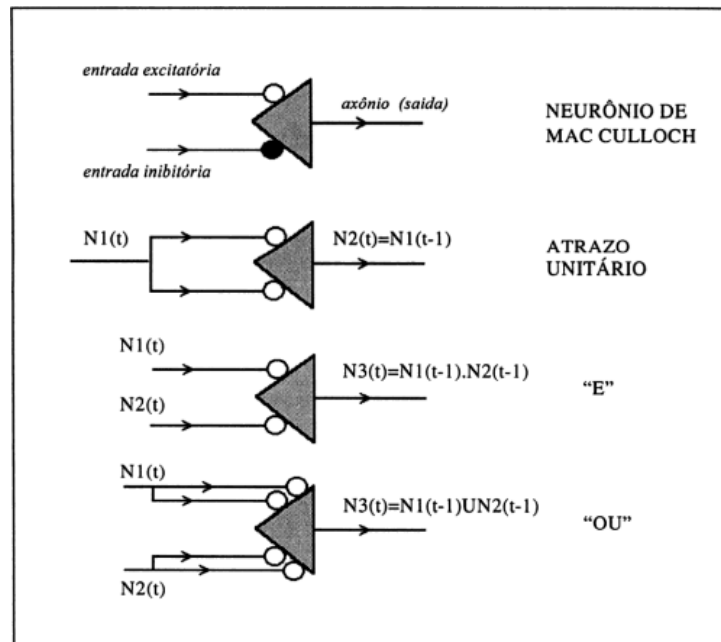 entrada excitatória
axônio (saida)
entrada inibitória
NEURÔNIO DE
MAC CULLOCH
N1(t)
N2(t)=N1(t-1)
ATRAZO
UNITÁRIO
N1(t)
N2(t)
N3(t)=N1(t-1).N2(t-1)
“E”
N1(t)
N2(t)
N3(t)=N1(t-1)UN2(t-1)
“OU”